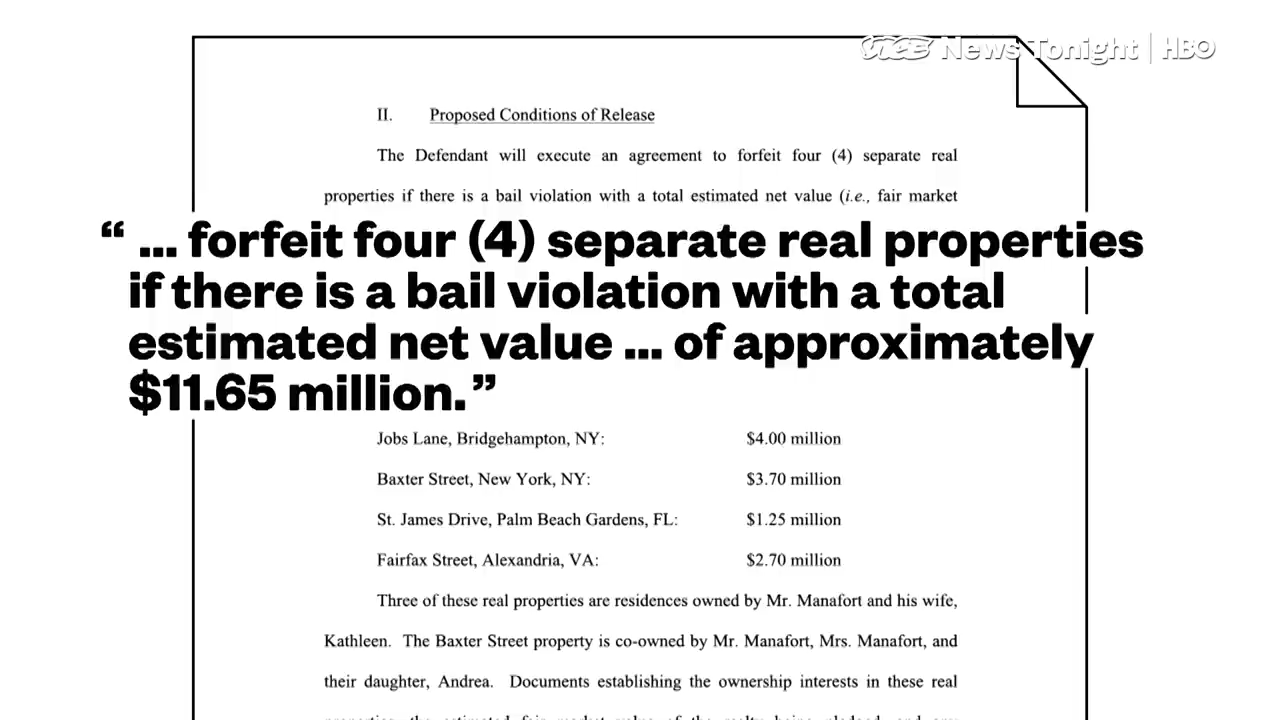 VICE News Tonight | HBO
II. Proposed Conditions of Release
The Defendant will execute an agreement to forfeit four (4) separate real
properties if there is a bail violation with a total estimated net value (i.e., fair market
“ ... forfeit four (4) separate real properties
if there is a bail violation with a total
estimated net value ... of approximately
$11.65 million.”
Jobs Lane, Bridgehampton, NY: $4.00 million
Baxter Street, New York, NY: $3.70 million
St. James Drive, Palm Beach Gardens, FL: $1.25 million
Fairfax Street, Alexandria, VA: $2.70 million
Three of these real properties are residences owned by Mr. Manafort and his wife,
Kathleen. The Baxter Street property is co-owned by Mr. Manafort, Mrs. Manafort, and
their daughter, Andrea. Documents establishing the ownership interests in these real